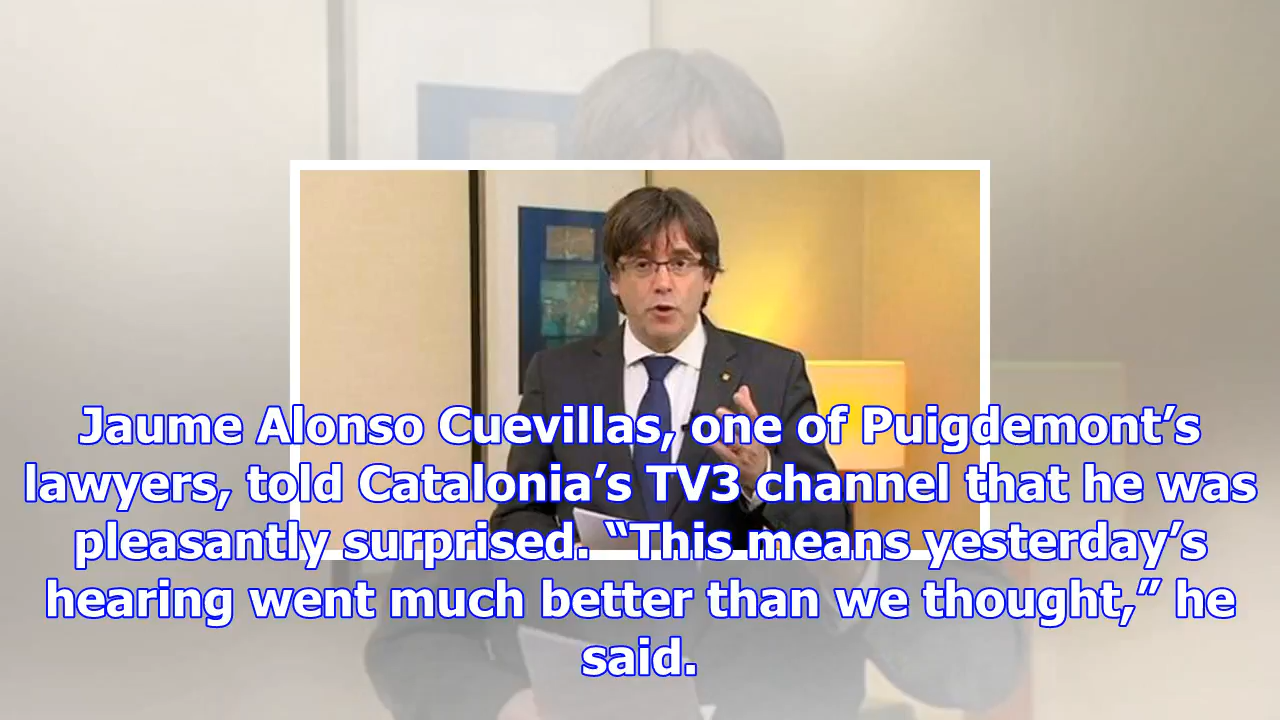 Jaume Alonso Cuevillas, one of Puigdemont’s
lawyers, told Catalonia’s TV3 channel that he was
pleasantly surprised. “This means yesterday’s
hearing went much better than we thought,” he
said.